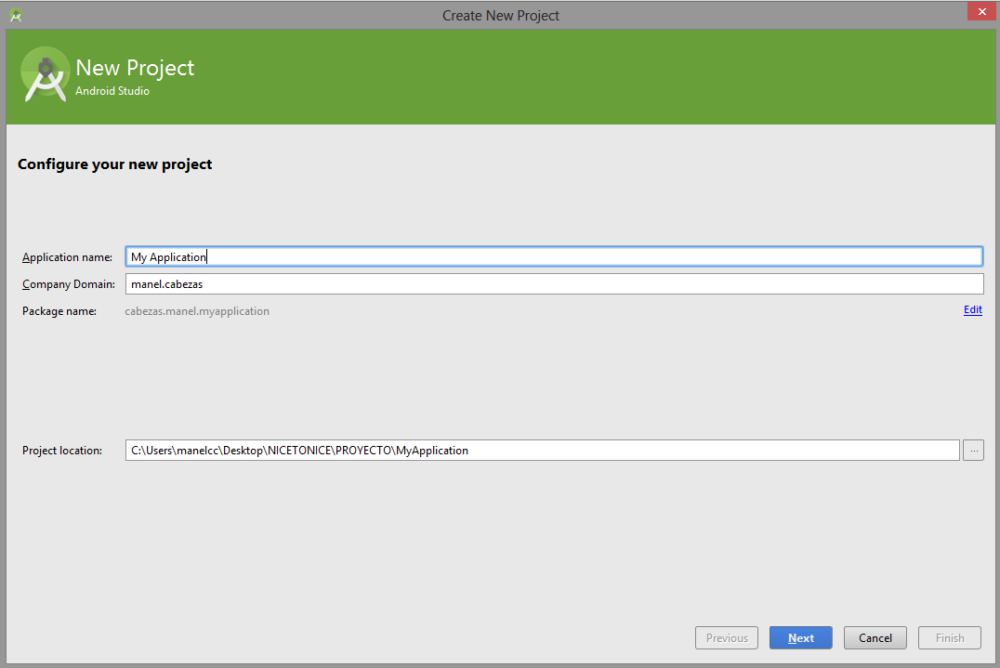 Create New Project
New Project
Android Studio
Configure your new project
Application name: My Application
Company Domain: manel.cabezas
Package name: cabezas.manel.myapplication Edit
Project location: C:\Users\manelcc\Desktop\NICETONICE\PROYECTO\MyApplication ...
Previous Next Cancel Finish